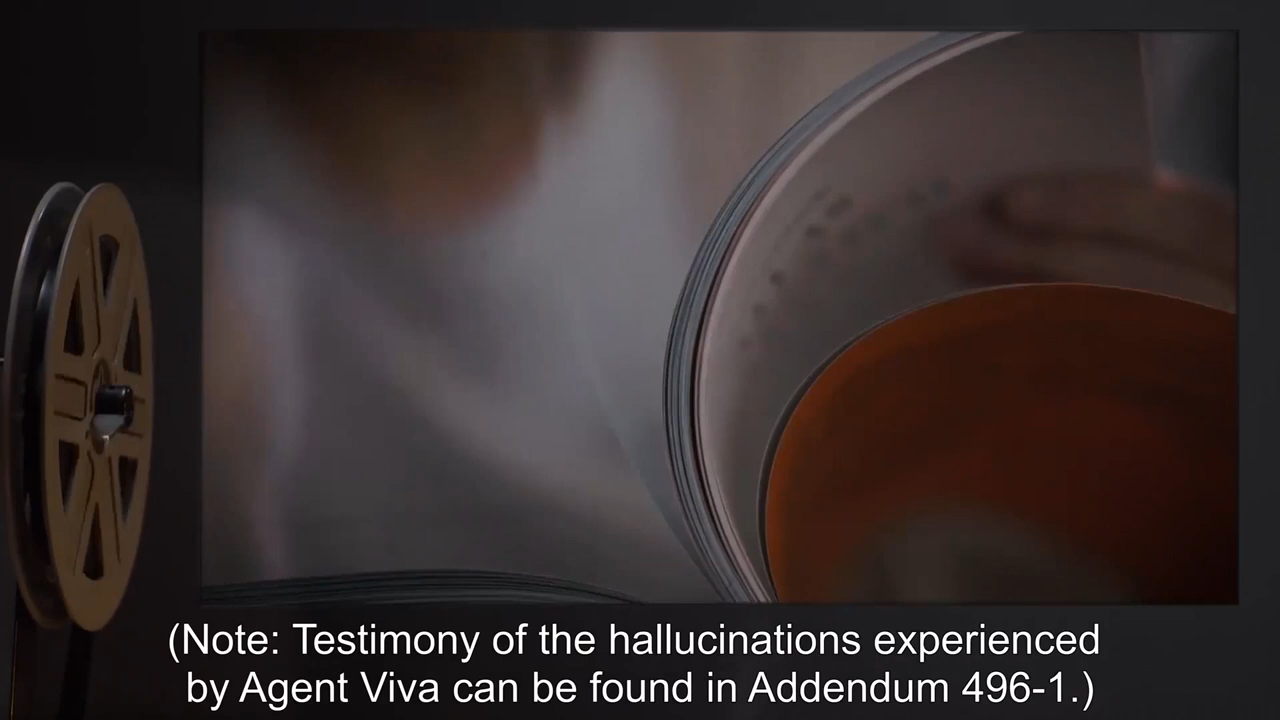 (Note: Testimony of the hallucinations experienced
by Agent Viva can be found in Addendum 496-1.)